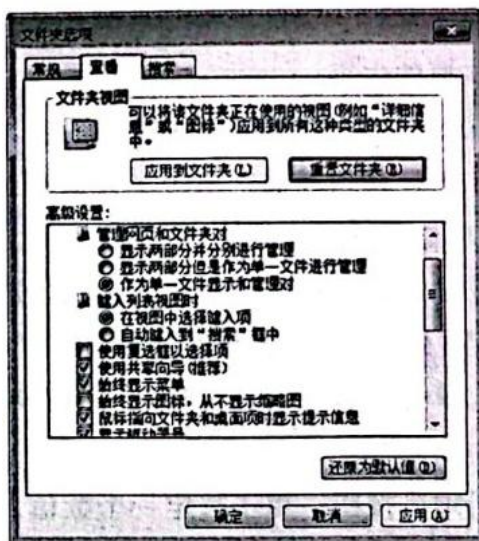 文件夹选项
常规
查看
搜索
文件夹视图
可以将该文件夹正在使用的视图(例如“详细信
息”或“图标”)应用到所有这种类型的文件夹
中。
应用到文件夹(L)
重置文件夹(R)
高级设置:
管理网页和文件夹对
显示两部分并分别进行管理
显示两部分但是作为单一文件进行管理
作为单一文件显示和管理对
键入列表视图时
在视图中选择键入项
自动键入到“搜索”框中
使用复选框以选择项
使用共享向导(推荐)
始终显示菜单
始终显示图标，从不显示缩略图
鼠标指向文件夹和桌面项时显示提示信息
显示驱动器号
还原为默认值(D)
确定
取消
应用(A)